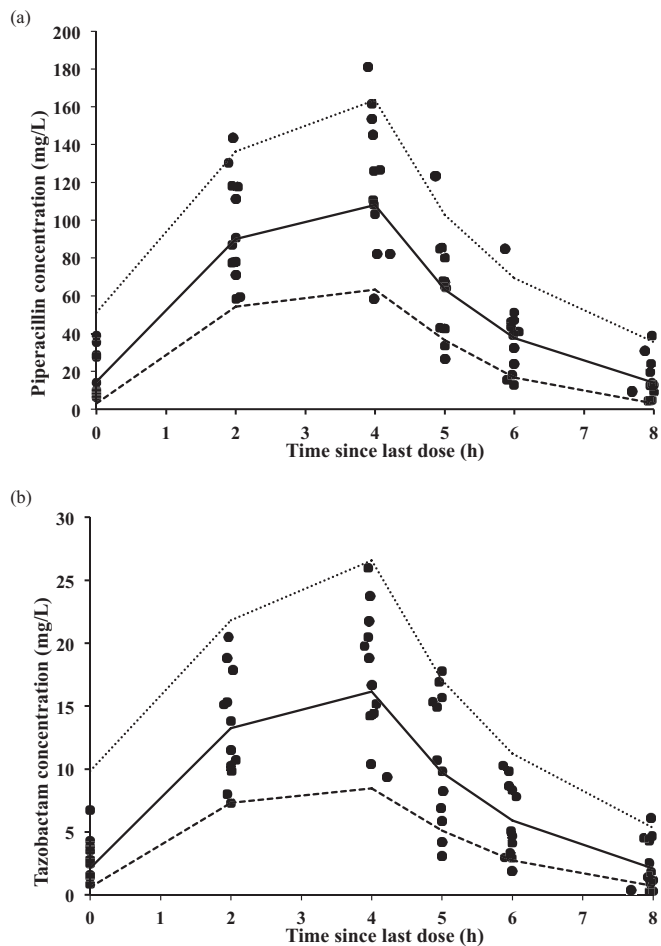 (a)
Piperacillin concentration (mg/L)
200
180
160
140
120
100
80
60
40
20
0
0 1 2 3 4 5 6 7 8
Time since last dose (h)
(b)
Tazobactam concentration (mg/L)
30
25
20
15
10
5
0
0 1 2 3 4 5 6 7 8
Time since last dose (h)